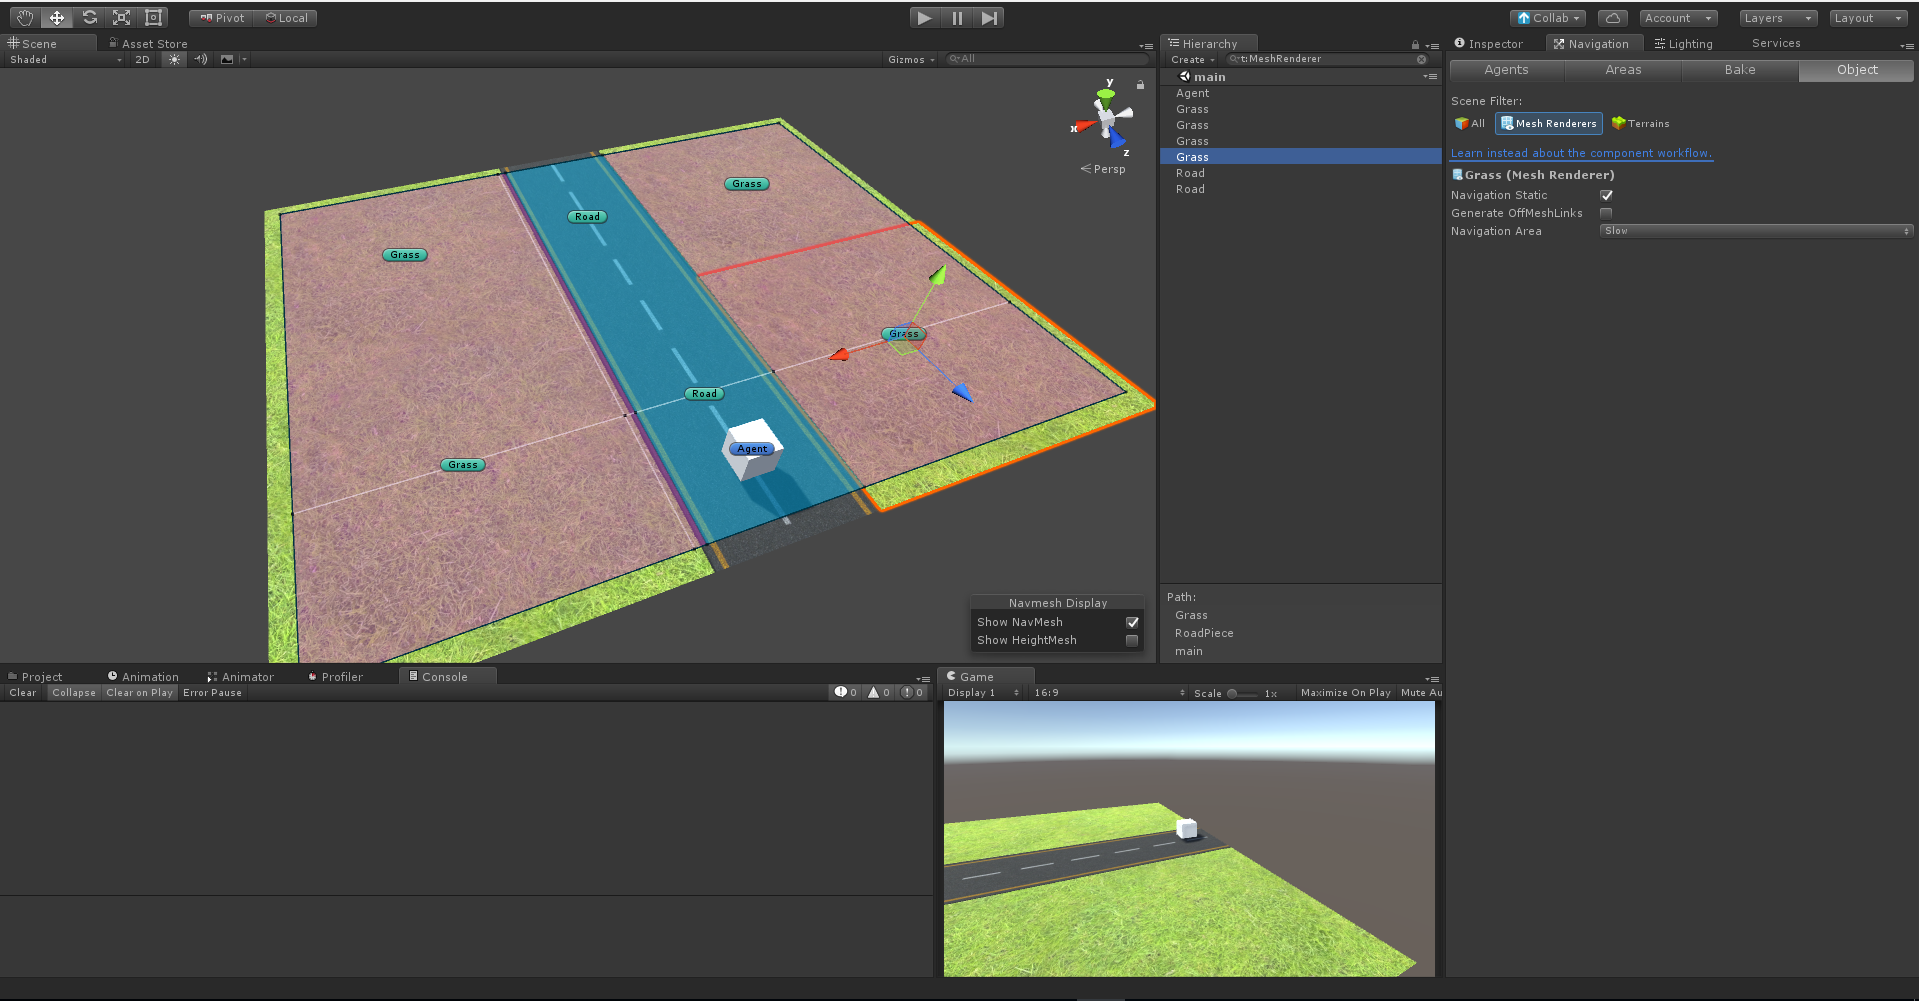 Pivot Local Collab Account Layers Layout
Scene Asset Store
Shaded 2D Gizmos All
y
x
z
Persp
Grass
Road
Grass
Grass
Road
Agent
Grass
Navmesh Display
Show NavMesh
Show HeightMesh
Hierarchy
Create t:MeshRenderer
main
Agent
Grass
Grass
Grass
Grass
Road
Road
Path:
Grass
RoadPiece
main
Inspector Navigation Lighting Services
Agents Areas Bake Object
Scene Filter:
All Mesh Renderers Terrains
Learn instead about the component workflow.
Grass (Mesh Renderer)
Navigation Static
Generate OffMeshLinks
Navigation Area Slow
Project Animation Animator Profiler Console
Clear Collapse Clear on Play Error Pause 0 0 0
Game
Display 1 16:9 Scale 1x Maximize On Play Mute Au